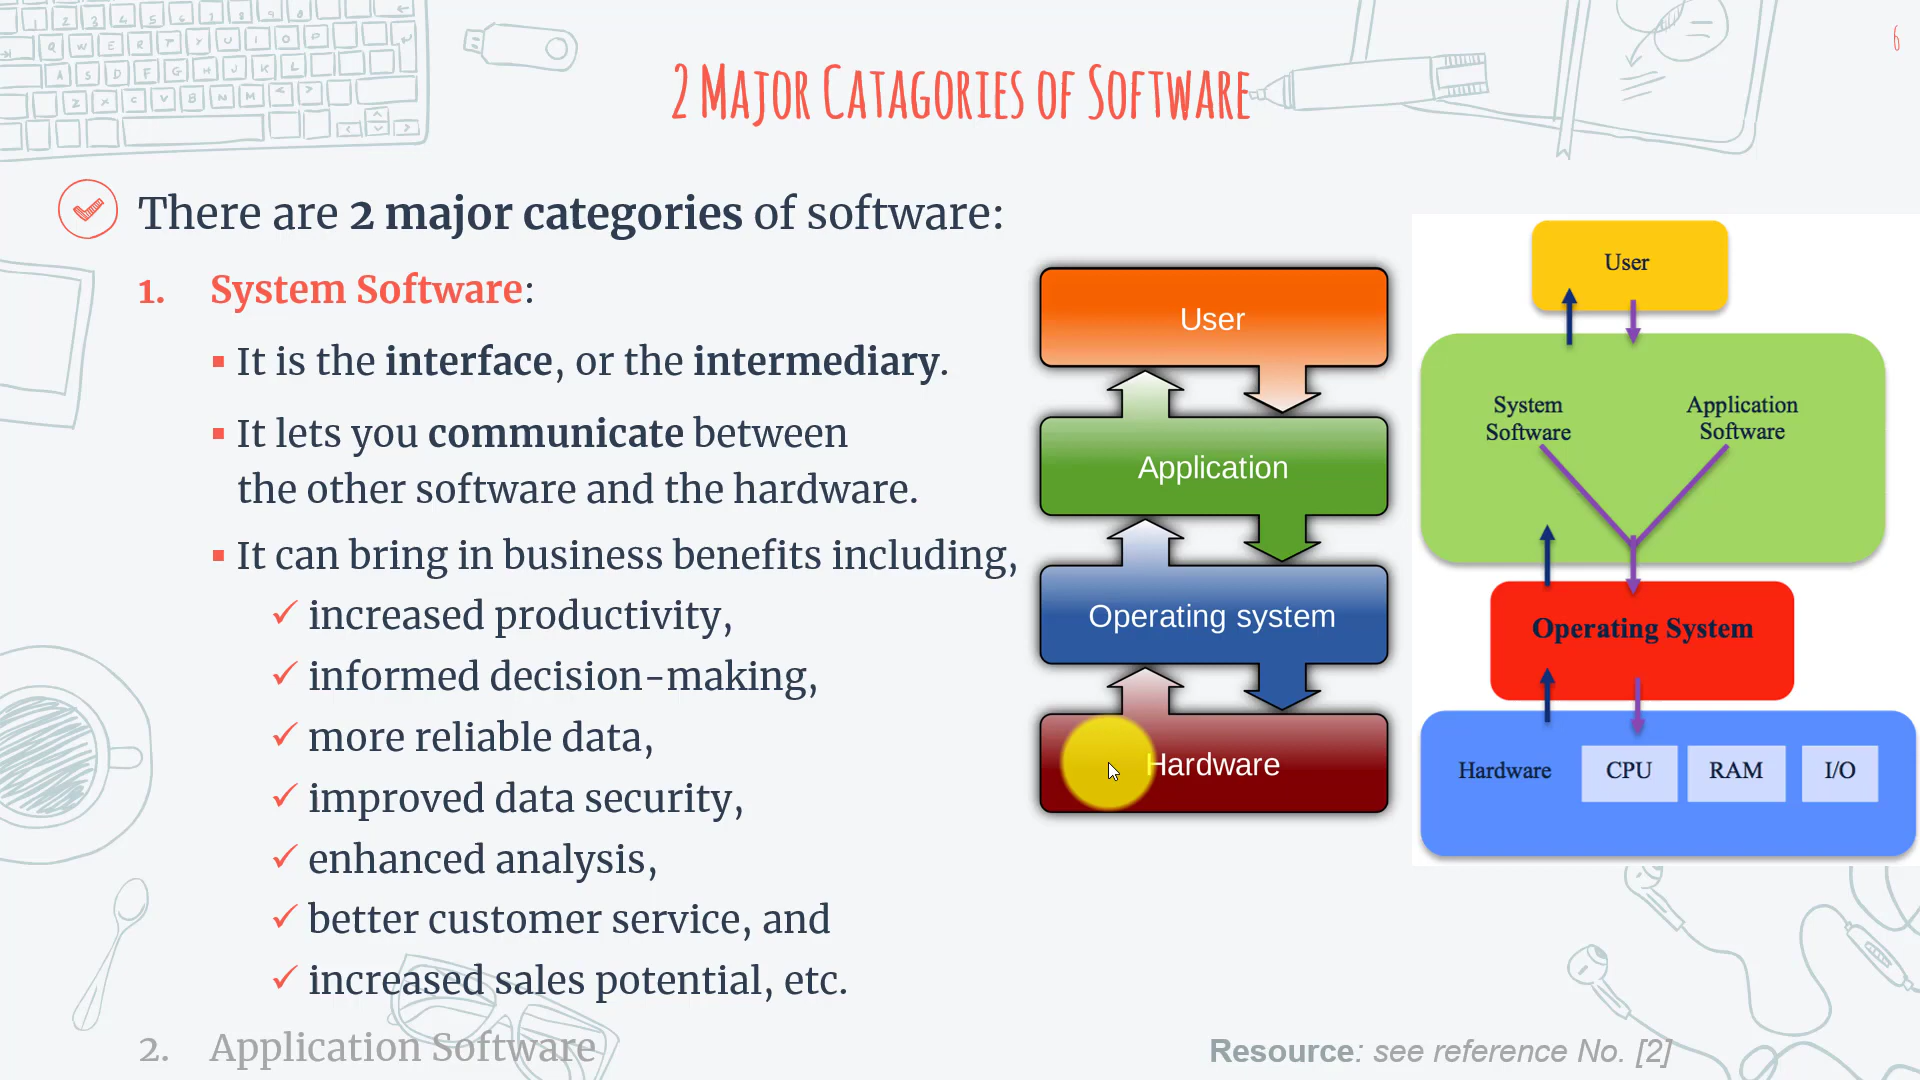 6
2 Major Catagories of Software
There are 2 major categories of software:
1. System Software:
▪ It is the interface, or the intermediary.
▪ It lets you communicate between
the other software and the hardware.
▪ It can bring in business benefits including,
✓ increased productivity,
✓ informed decision-making,
✓ more reliable data,
✓ improved data security,
✓ enhanced analysis,
✓ better customer service, and
✓ increased sales potential, etc.
2. Application Software
User
Application
Operating system
Hardware
User
System
Software
Application
Software
Operating System
Hardware
CPU
RAM
I/O
Resource: see reference No. [2]